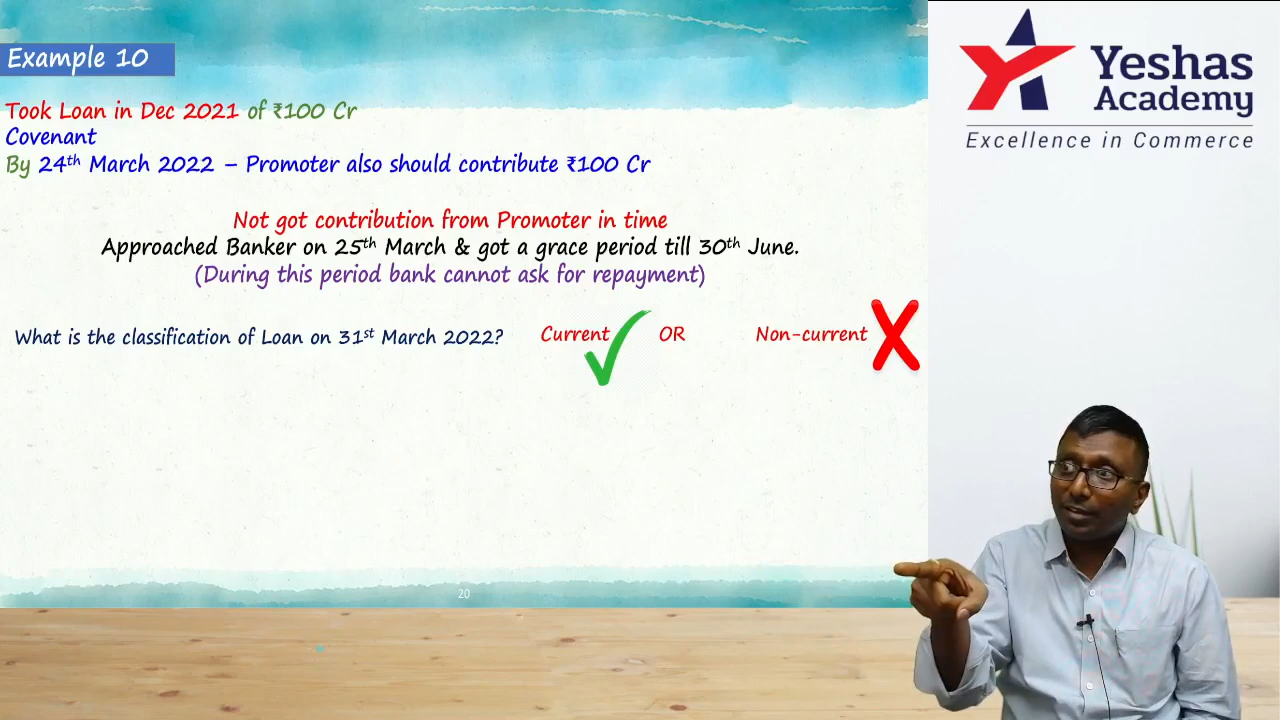 Example 10
Took Loan in Dec 2021 of ₹100 Cr
Covenant
By 24th March 2022 – Promoter also should contribute ₹100 Cr
Not got contribution from Promoter in time
Approached Banker on 25th March & got a grace period till 30th June.
(During this period bank cannot ask for repayment)
What is the classification of Loan on 31st March 2022? Current OR Non-current
20
Yeshas
Academy
Excellence in Commerce